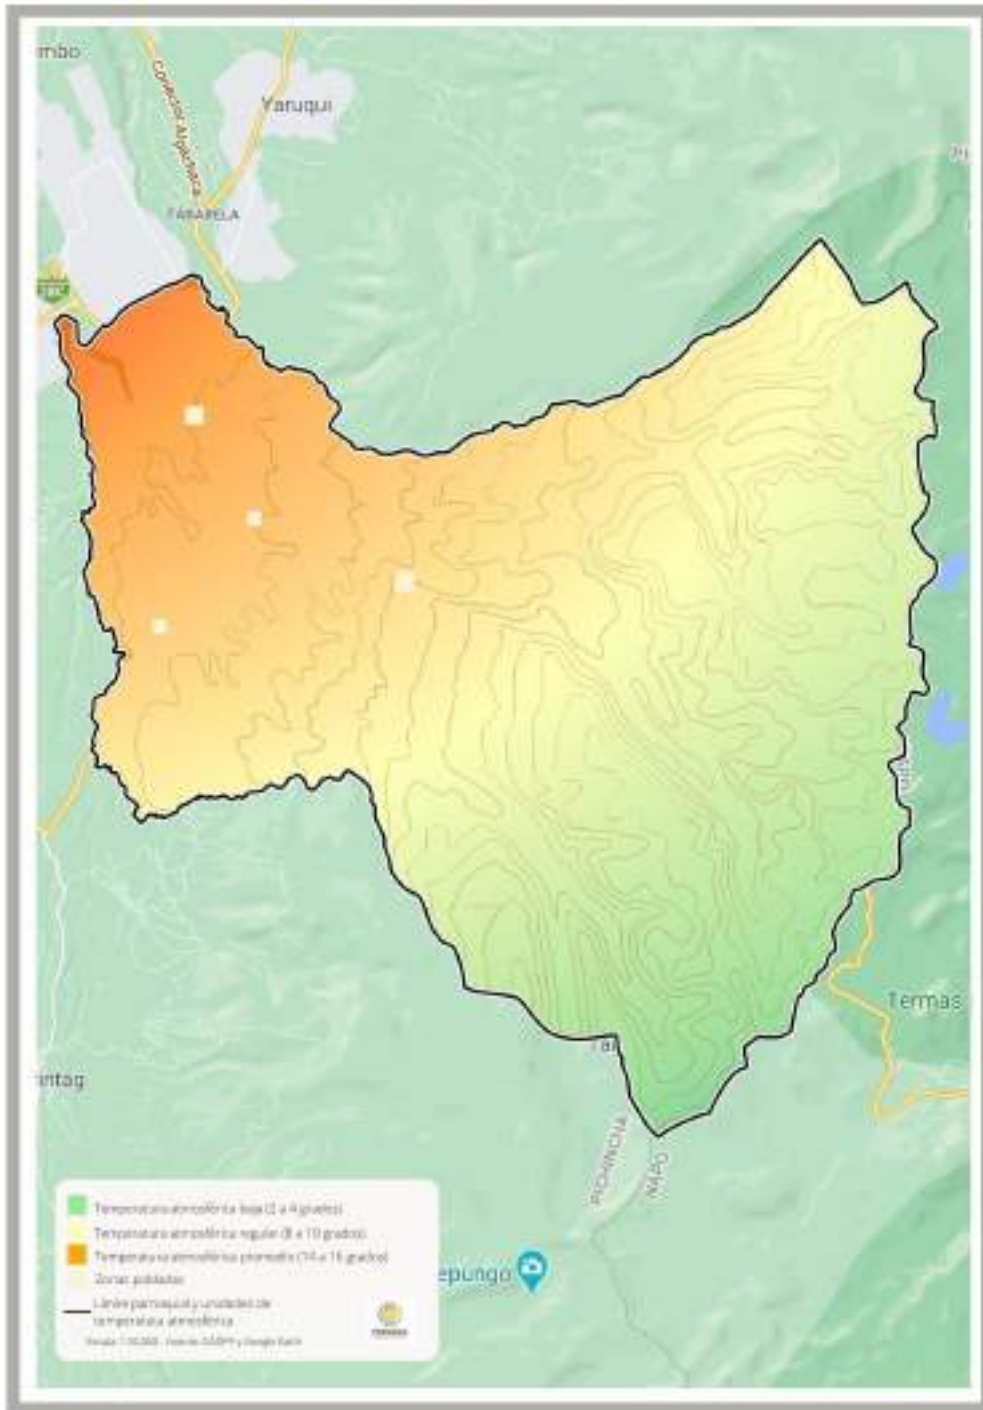 mbo
Yaruqui
Conector Alpachaca
TABABELA
Termas
ntag
PICHINCHA
NAPO
epungo
Temperatura atmosférica baja (2 a 4 grados)
Temperatura atmosférica regular (8 a 10 grados)
Temperatura atmosférica promedio (14 a 16 grados)
Zonas pobladas
Límite parroquial y unidades de
temperatura atmosférica